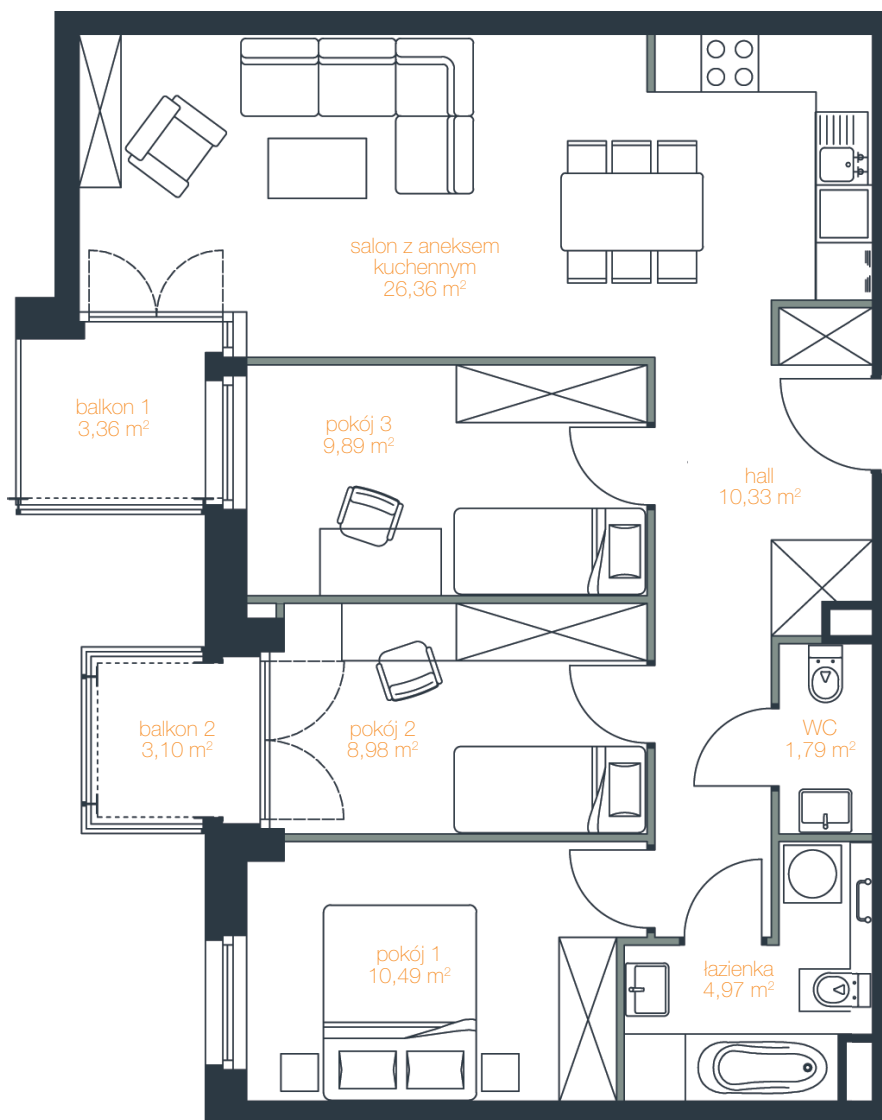 salon z aneksem
kuchennym
26,36 m²
balkon 1
3,36 m²
pokój 3
9,89 m²
hall
10,33 m²
balkon 2
3,10 m²
pokój 2
8,98 m²
WC
1,79 m²
pokój 1
10,49 m²
łazienka
4,97 m²